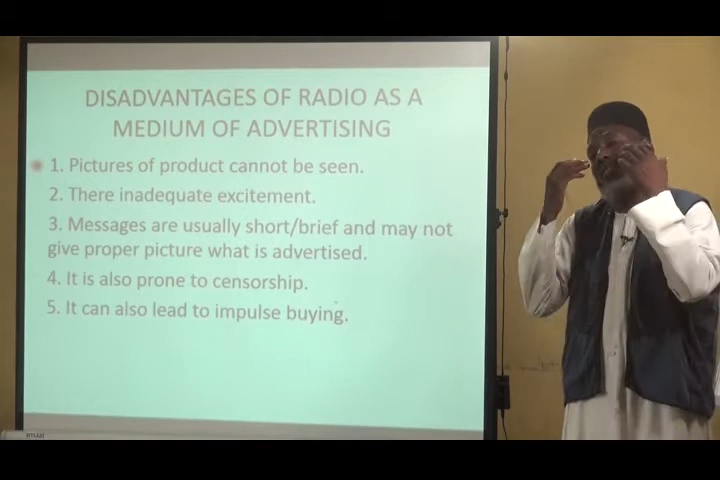 DISADVANTAGES OF RADIO AS A
MEDIUM OF ADVERTISING
1. Pictures of product cannot be seen.
2. There inadequate excitement.
3. Messages are usually short/brief and may not
give proper picture what is advertised.
4. It is also prone to censorship.
5. It can also lead to impulse buying.